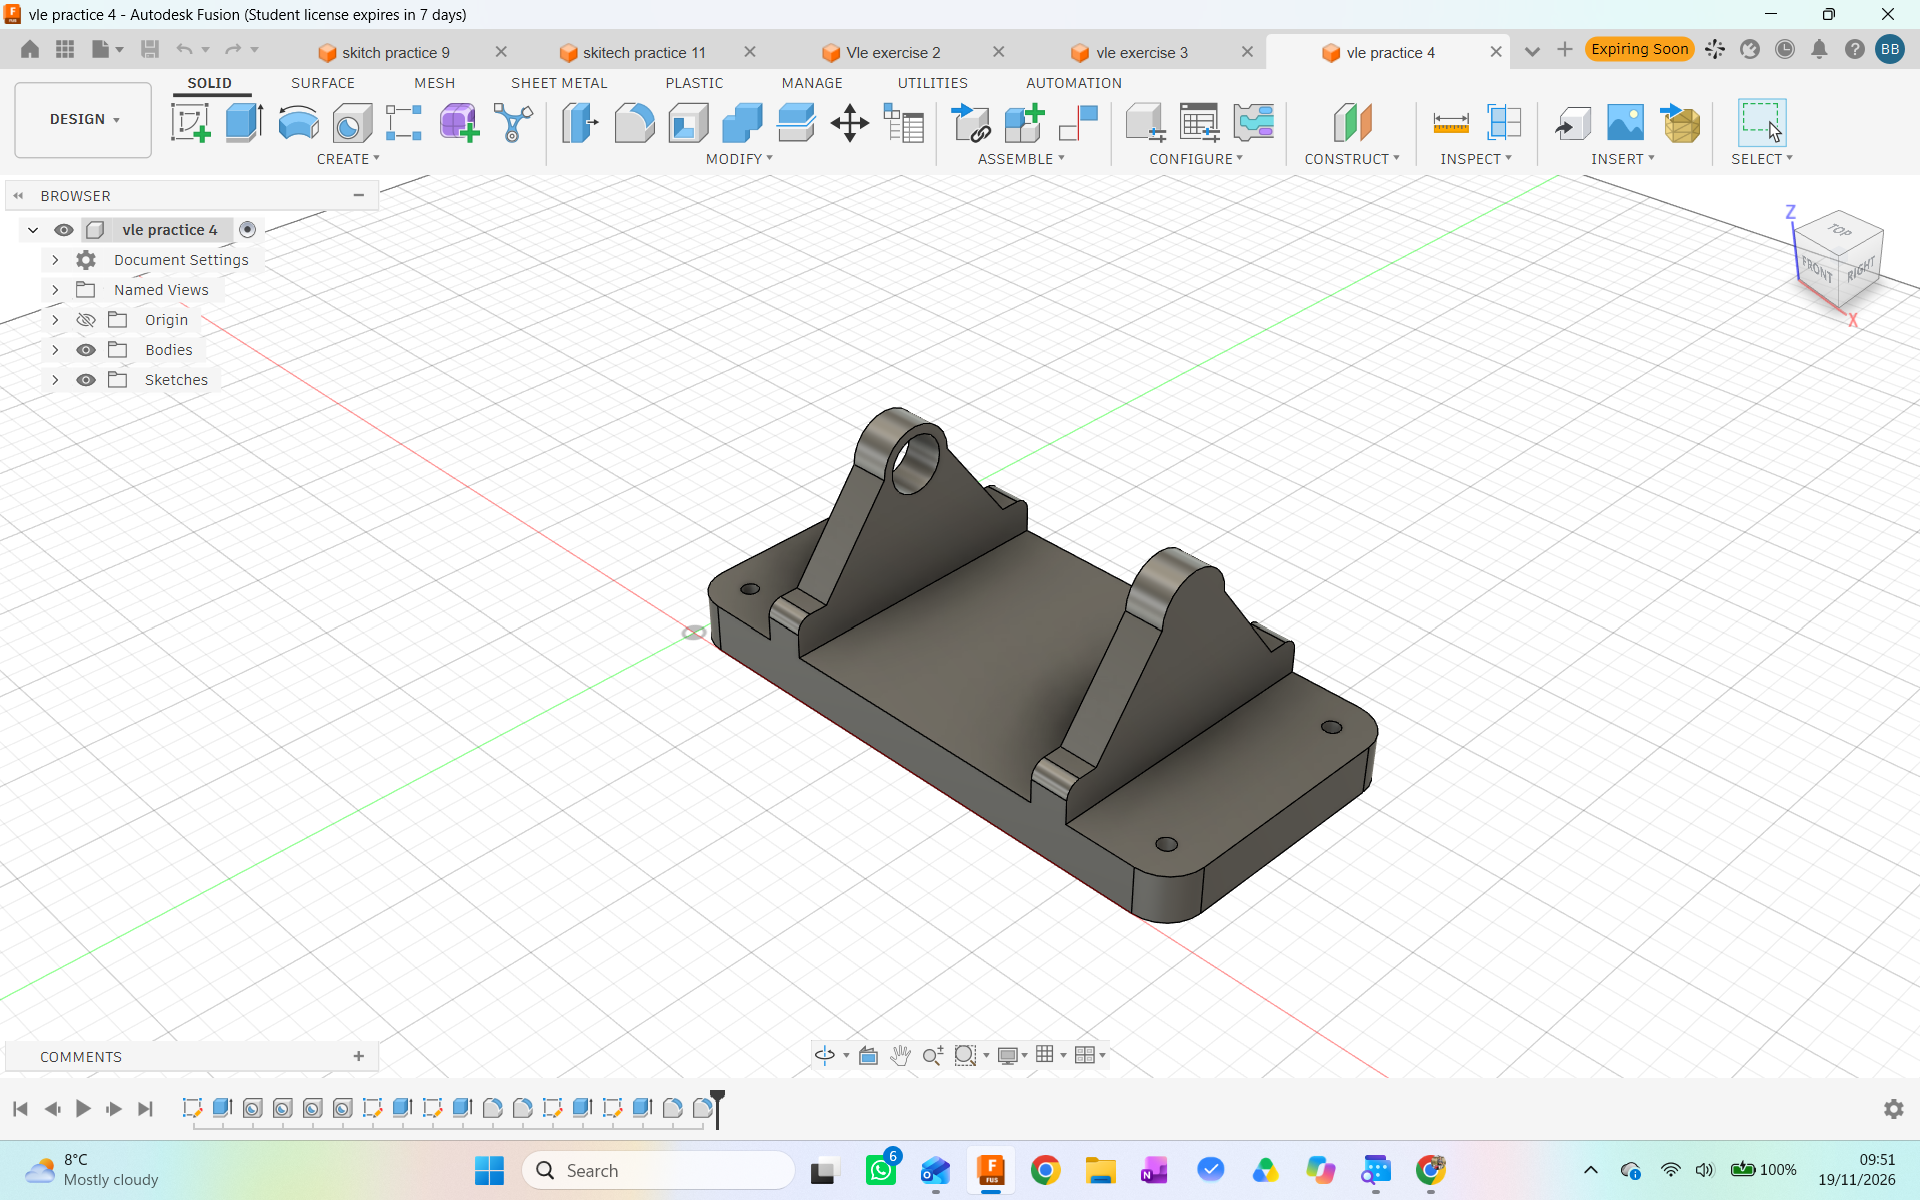 vle practice 4 - Autodesk Fusion (Student license expires in 7 days)
skitch practice 9
skitech practice 11
Vle exercise 2
vle exercise 3
vle practice 4
Expiring Soon
BB
DESIGN
SOLID
SURFACE
MESH
SHEET METAL
PLASTIC
MANAGE
UTILITIES
AUTOMATION
CREATE
MODIFY
ASSEMBLE
CONFIGURE
CONSTRUCT
INSPECT
INSERT
SELECT
BROWSER
vle practice 4
Document Settings
Named Views
Origin
Bodies
Sketches
Z
TOP
FRONT
RIGHT
X
COMMENTS
8°C
Mostly cloudy
Search
6
100%
09:51
19/11/2026